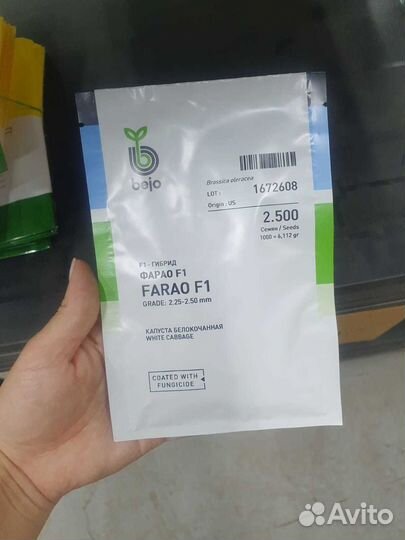 bejo
Brassica oleracea
LOT: 1672608
Origin: US
2.500
Семян / Seeds
1000 = 6,112 gr
F1- ГИБРИД
ФАРАО F1
FARAO F1
GRADE: 2.25-2.50 mm
КАПУСТА БЕЛОКОЧАННАЯ
WHITE CABBAGE
COATED WITH
FUNGICIDE
Avito